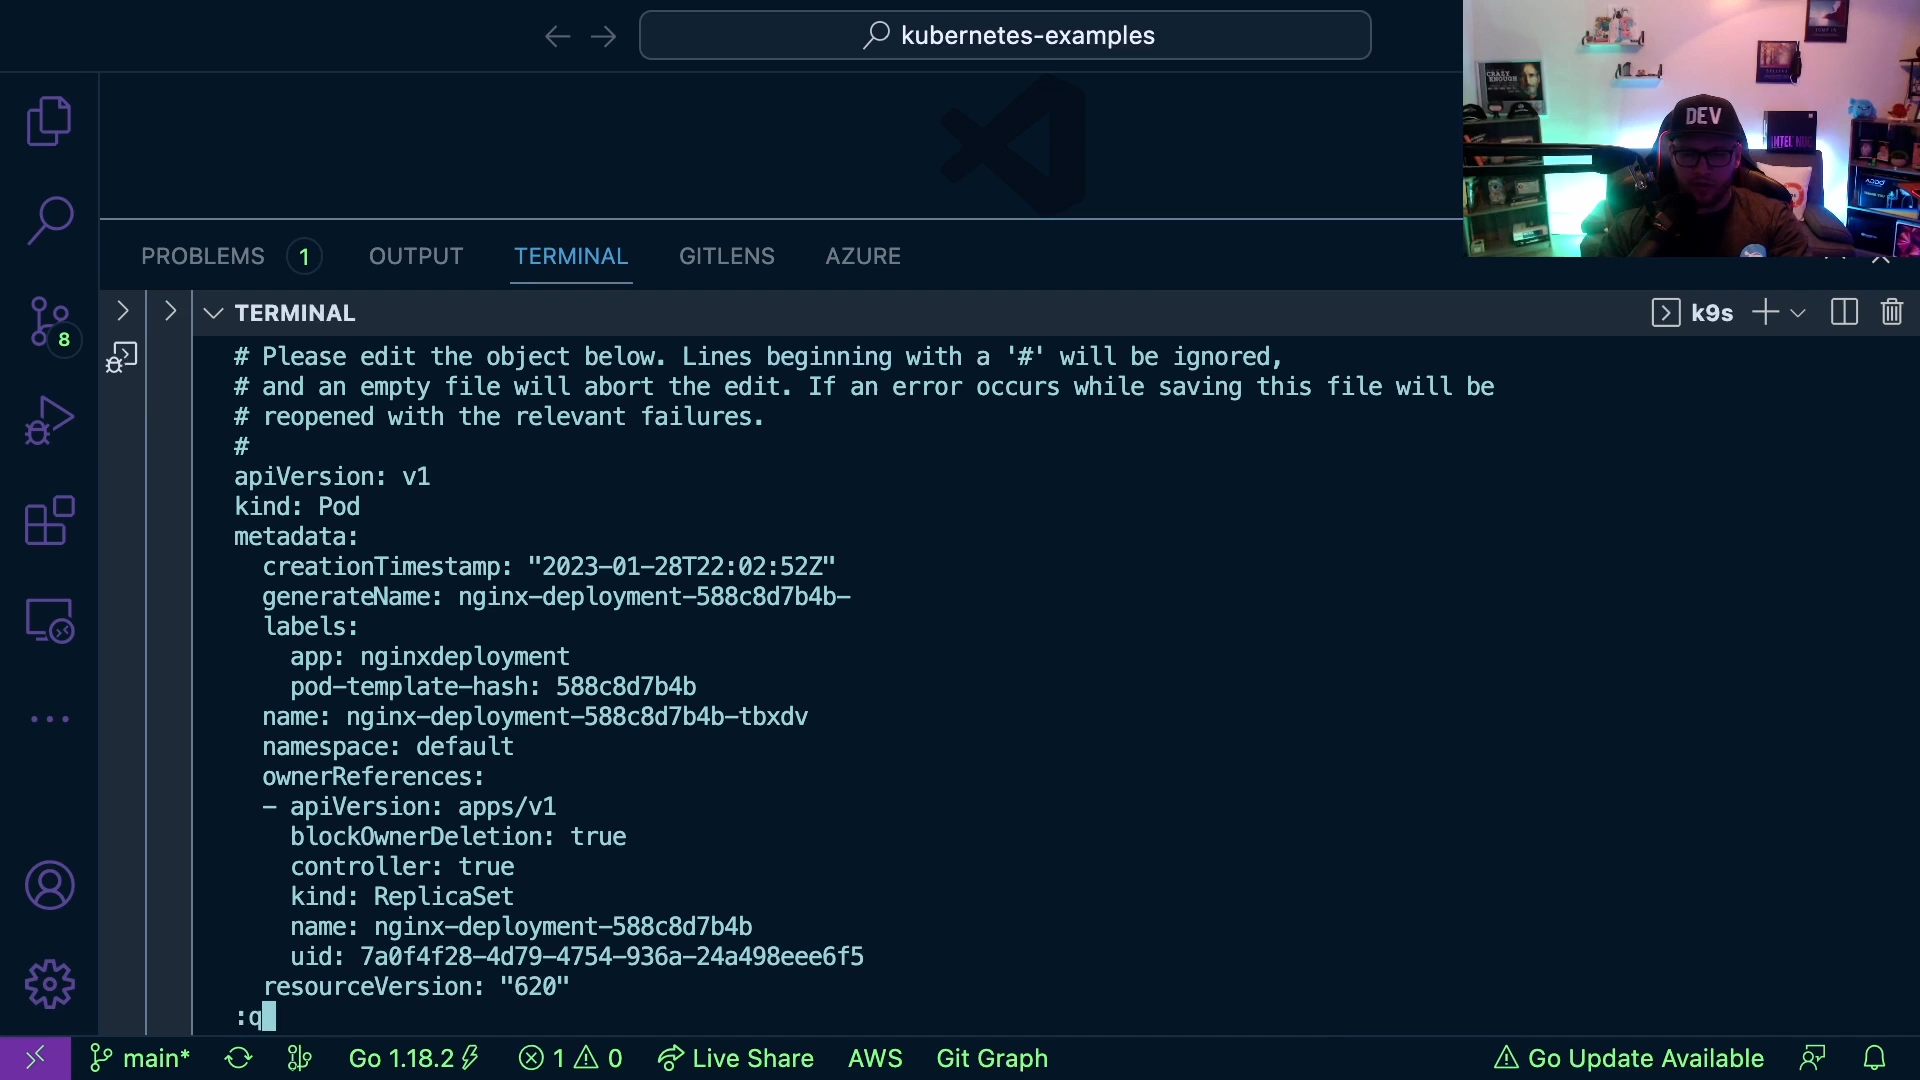 kubernetes-examples
CRAZY ENOUGH
DEV
INTEL NUC
PROBLEMS 1 OUTPUT TERMINAL GITLENS AZURE
TERMINAL
k9s
# Please edit the object below. Lines beginning with a '#' will be ignored,
# and an empty file will abort the edit. If an error occurs while saving this file will be
# reopened with the relevant failures.
#
apiVersion: v1
kind: Pod
metadata:
creationTimestamp: "2023-01-28T22:02:52Z"
generateName: nginx-deployment-588c8d7b4b-
labels:
app: nginxdeployment
pod-template-hash: 588c8d7b4b
name: nginx-deployment-588c8d7b4b-tbxdv
namespace: default
ownerReferences:
- apiVersion: apps/v1
blockOwnerDeletion: true
controller: true
kind: ReplicaSet
name: nginx-deployment-588c8d7b4b
uid: 7a0f4f28-4d79-4754-936a-24a498eee6f5
resourceVersion: "620"
:q
8
main* Go 1.18.2 1 0 Live Share AWS Git Graph Go Update Available